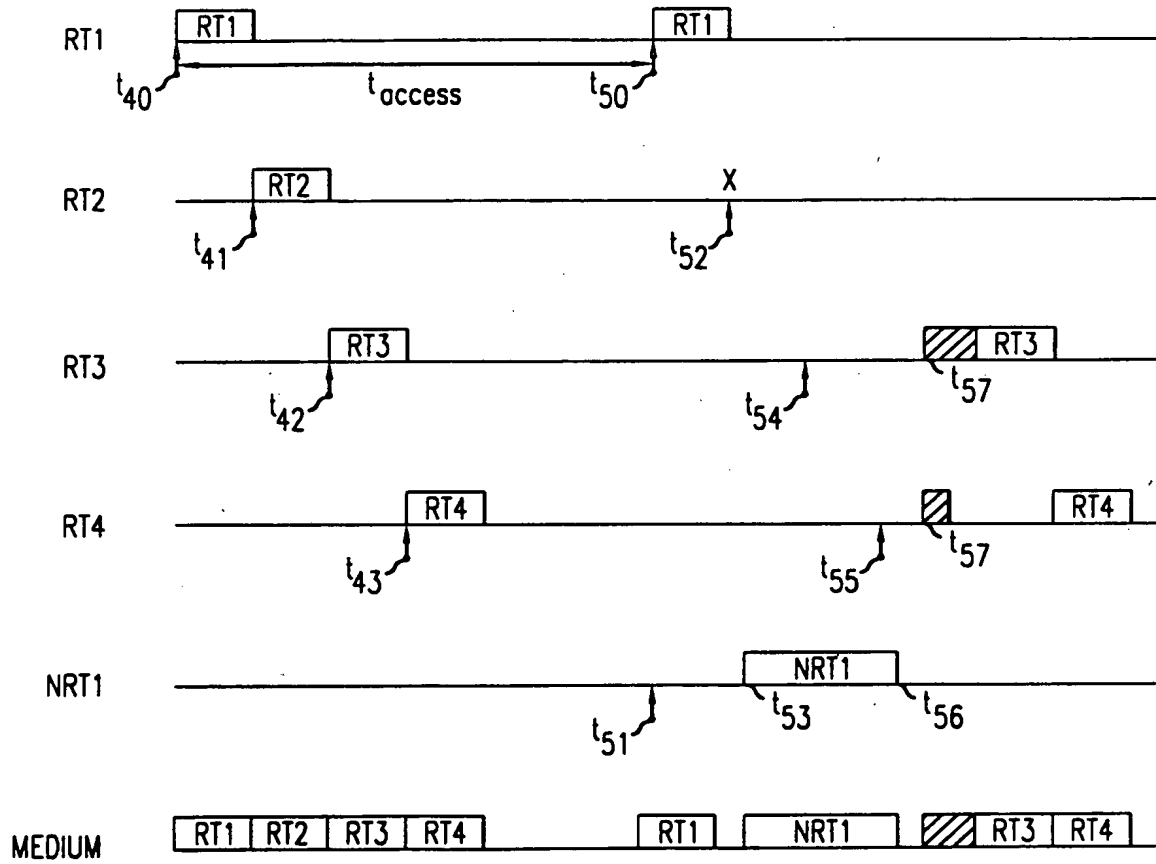 RT1 RT1 RT1
t40 taccess t50
RT2 RT2 X
t41 t52
RT3 RT3 RT3
t42 t54 t57
RT4 RT4 RT4
t43 t55 t57
NRT1 NRT1
t51 t53 t56
MEDIUM RT1 RT2 RT3 RT4 RT1 NRT1 RT3 RT4